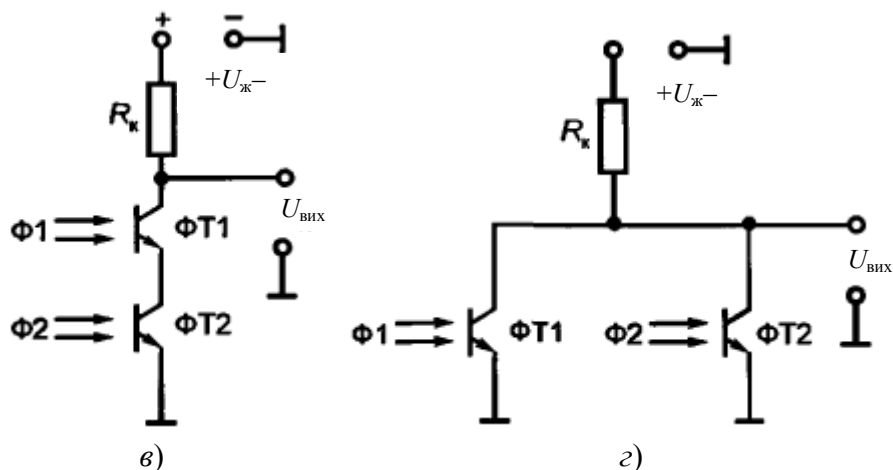 + −
+Uж–
Rк
Uвих
Ф1
ФТ1
Ф2
ФТ2
в)
+Uж–
Rк
Uвих
Ф1
ФТ1
Ф2
ФТ2
г)